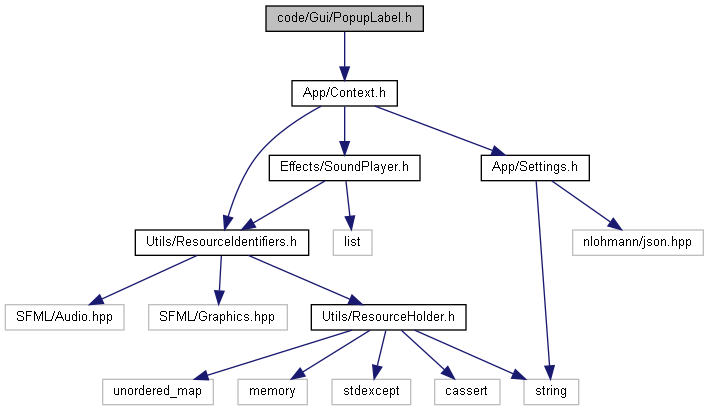 code/Gui/PopupLabel.h
App/Context.h
Effects/SoundPlayer.h
App/Settings.h
Utils/ResourceIdentifiers.h
list
nlohmann/json.hpp
SFML/Audio.hpp
SFML/Graphics.hpp
Utils/ResourceHolder.h
unordered_map
memory
stdexcept
cassert
string